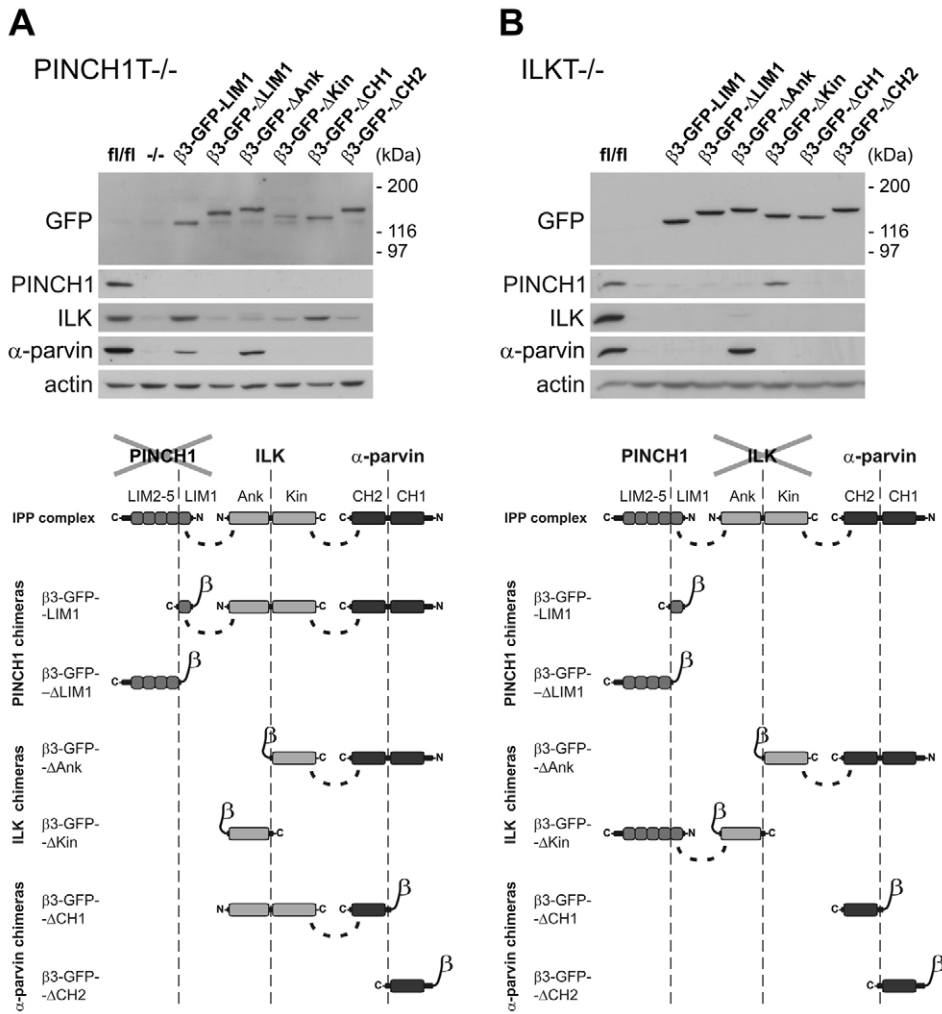 A
PINCH1T-/-
fl/fl -/- β3-GFP-LIM1 β3-GFP-ΔLIM1 β3-GFP-ΔAnk β3-GFP-ΔKin β3-GFP-ΔCH1 β3-GFP-ΔCH2 (kDa)
GFP
- 200
- 116
- 97
PINCH1
ILK
α-parvin
actin
PINCH1 ILK α-parvin
LIM2-5 LIM1 Ank Kin CH2 CH1
IPP complex C N N C C N
PINCH1 chimeras
β3-GFP-
-LIM1
C β N C C N
β3-GFP-
–ΔLIM1
C β
ILK chimeras
β3-GFP-
-ΔAnk
β C C N
β3-GFP-
-ΔKin
β C
α-parvin chimeras
β3-GFP-
-ΔCH1
N C C β
β3-GFP-
-ΔCH2
C β
B
ILKT-/-
fl/fl β3-GFP-LIM1 β3-GFP-ΔLIM1 β3-GFP-ΔAnk β3-GFP-ΔKin β3-GFP-ΔCH1 β3-GFP-ΔCH2 (kDa)
GFP
- 200
- 116
- 97
PINCH1
ILK
α-parvin
actin
PINCH1 ILK α-parvin
LIM2-5 LIM1 Ank Kin CH2 CH1
IPP complex C N N C C N
PINCH1 chimeras
β3-GFP-
-LIM1
C β
β3-GFP-
–ΔLIM1
C β
ILK chimeras
β3-GFP-
-ΔAnk
β C C N
β3-GFP-
-ΔKin
C N β C
α-parvin chimeras
β3-GFP-
-ΔCH1
C β
β3-GFP-
-ΔCH2
C β